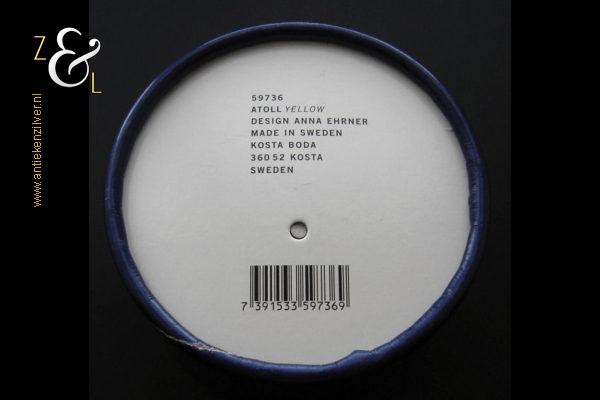 Z & L
www.antiekenzilver.nl
59736
ATOLL YELLOW
DESIGN ANNA EHRNER
MADE IN SWEDEN
KOSTA BODA
360 52 KOSTA
SWEDEN
7 391533 597369